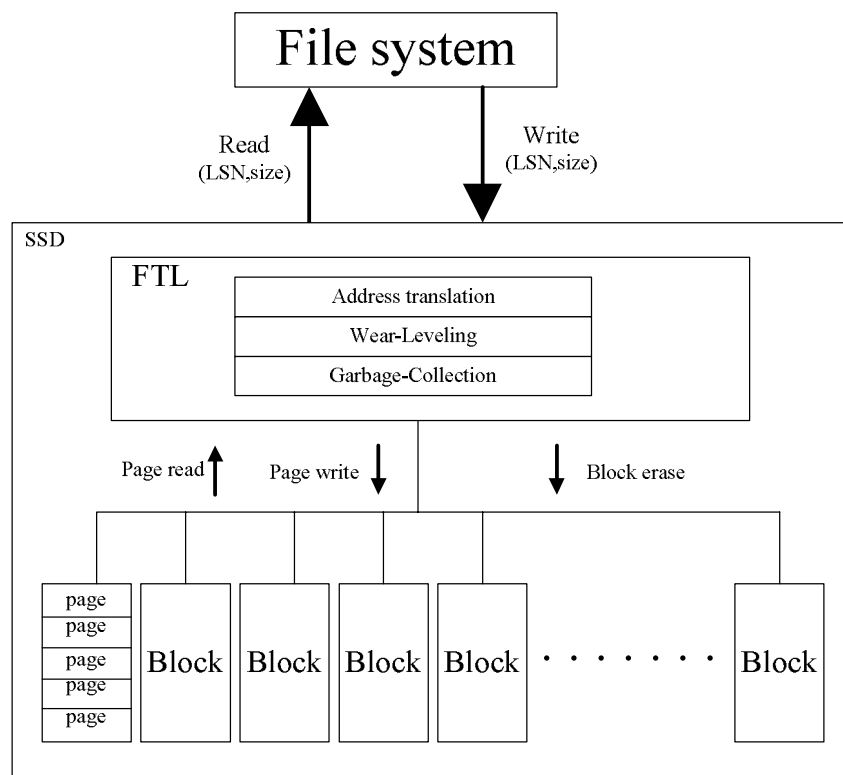 File system
Read
(LSN,size)
Write
(LSN,size)
SSD
FTL
Address translation
Wear-Leveling
Garbage-Collection
Page read
Page write
Block erase
page
page
page
page
page
Block
Block
Block
Block
Block